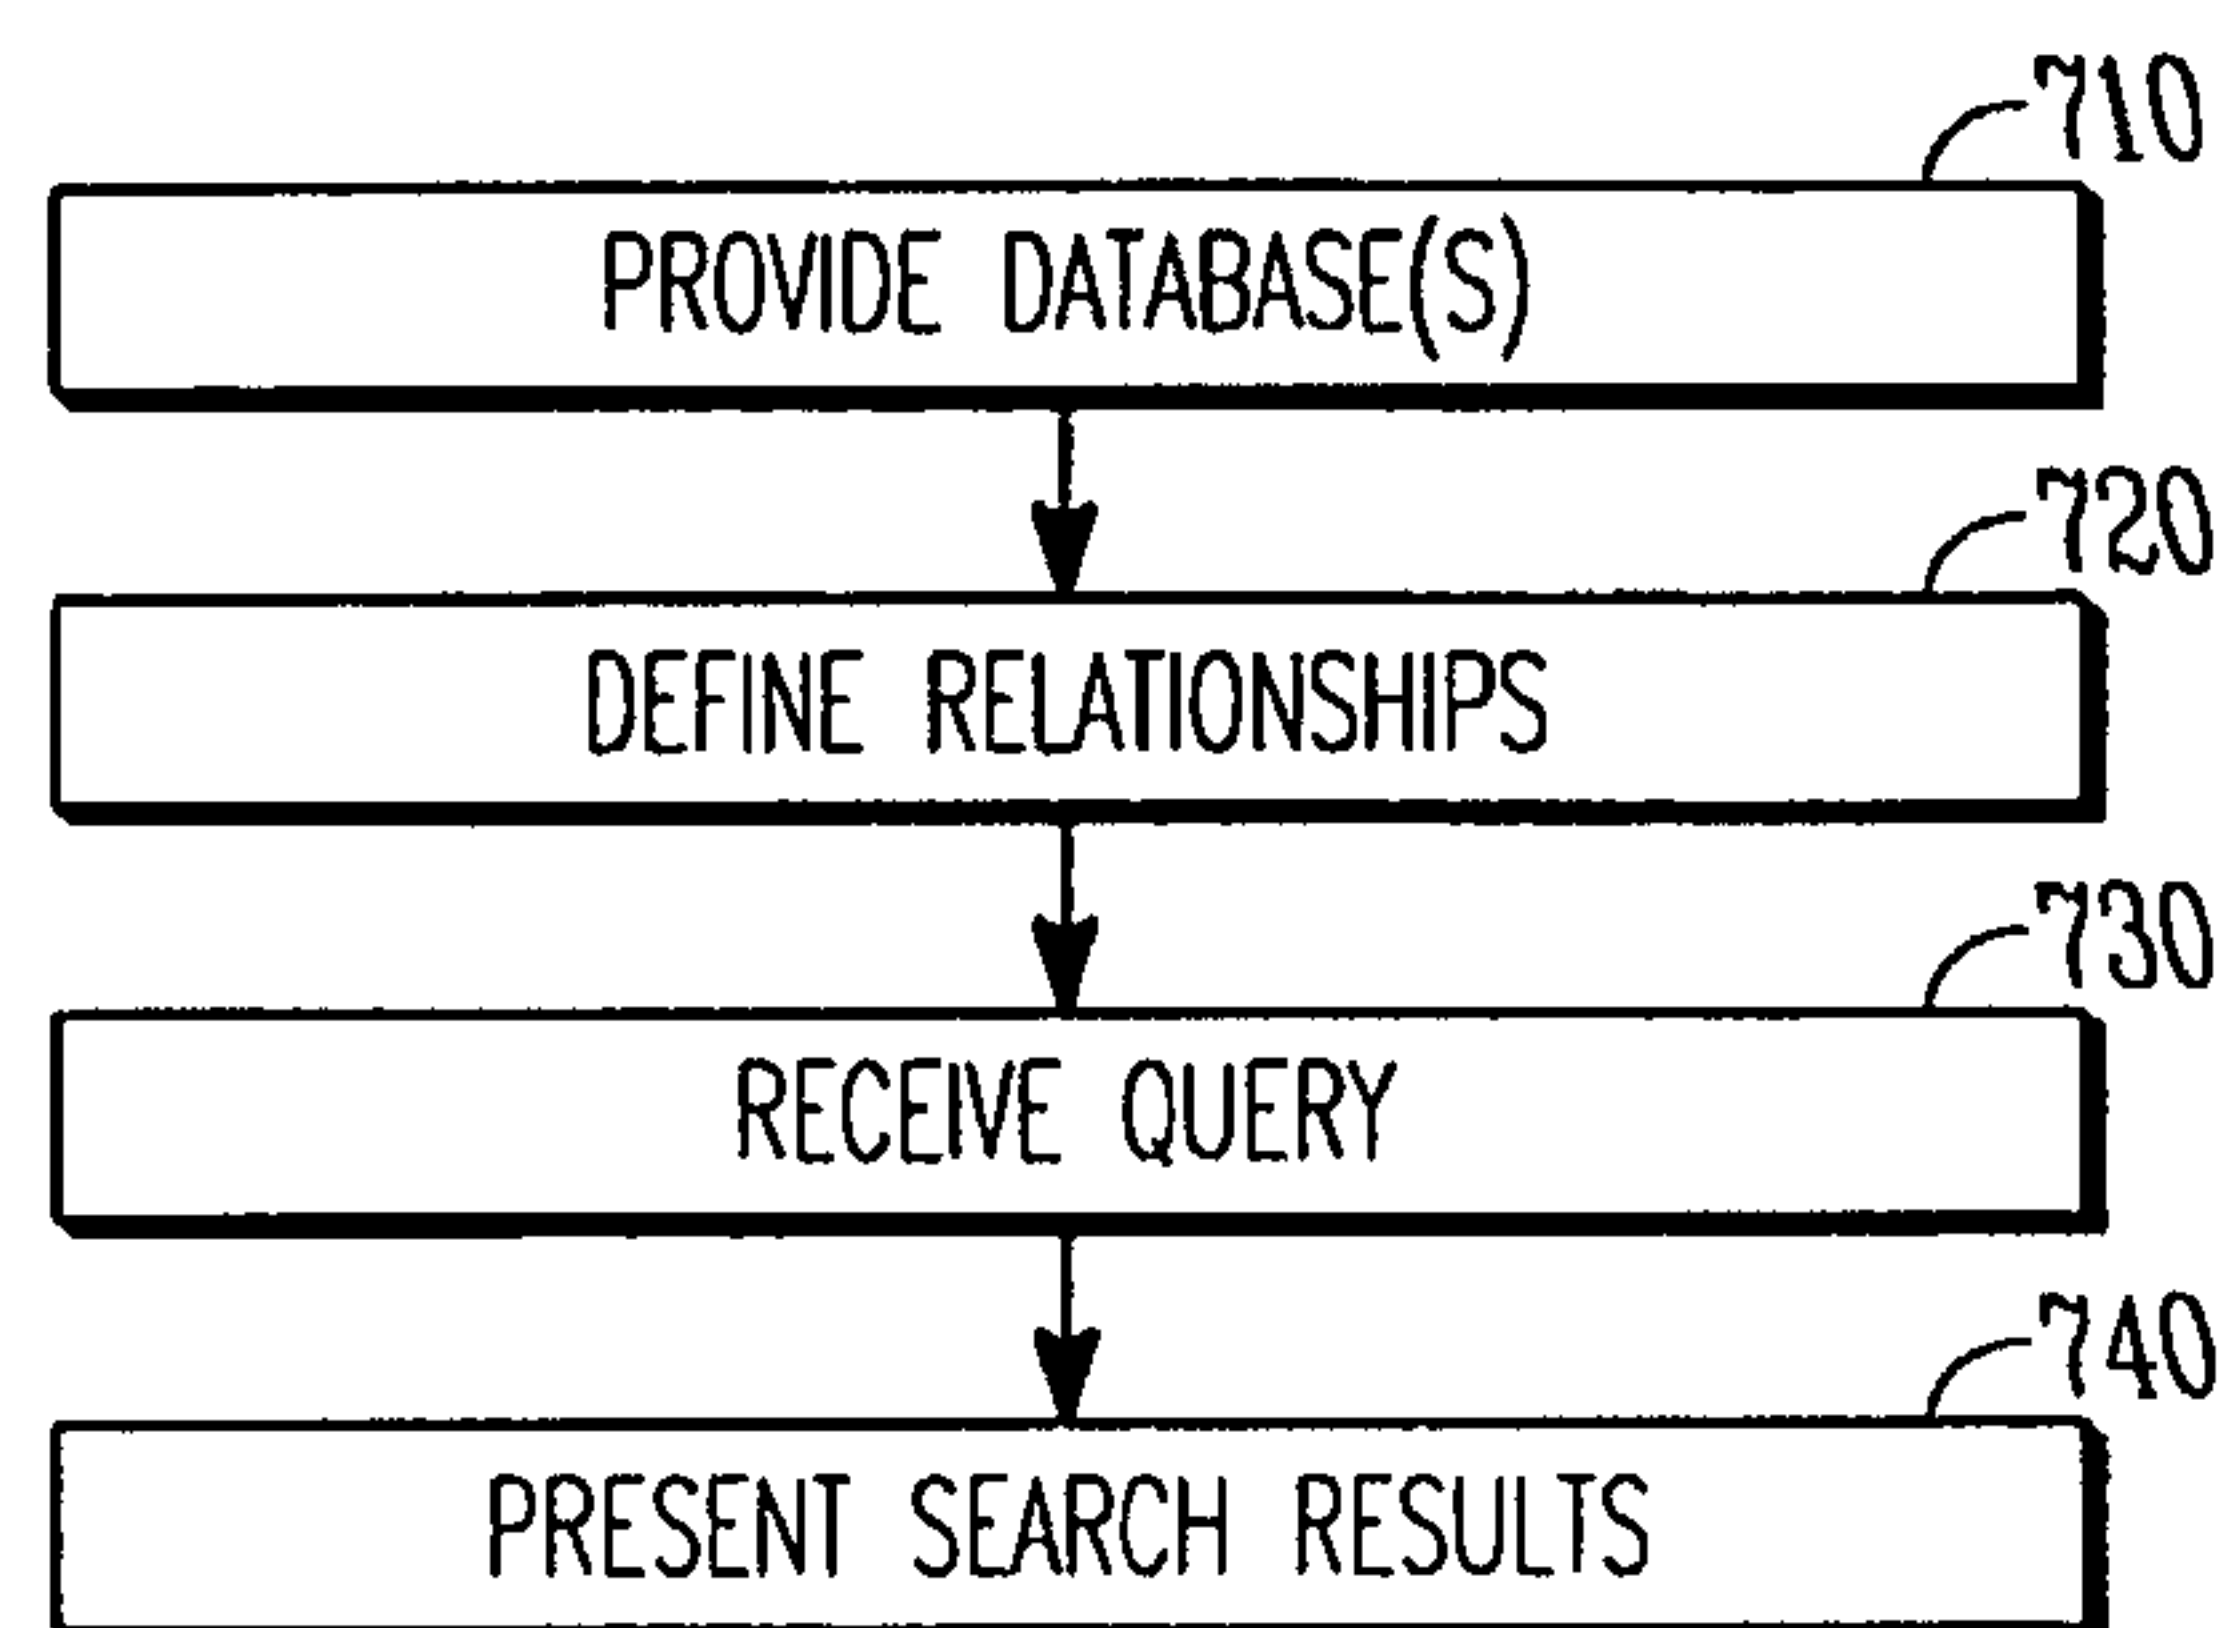 710
PROVIDE DATABASE(S)
720
DEFINE RELATIONSHIPS
730
RECEIVE QUERY
740
PRESENT SEARCH RESULTS